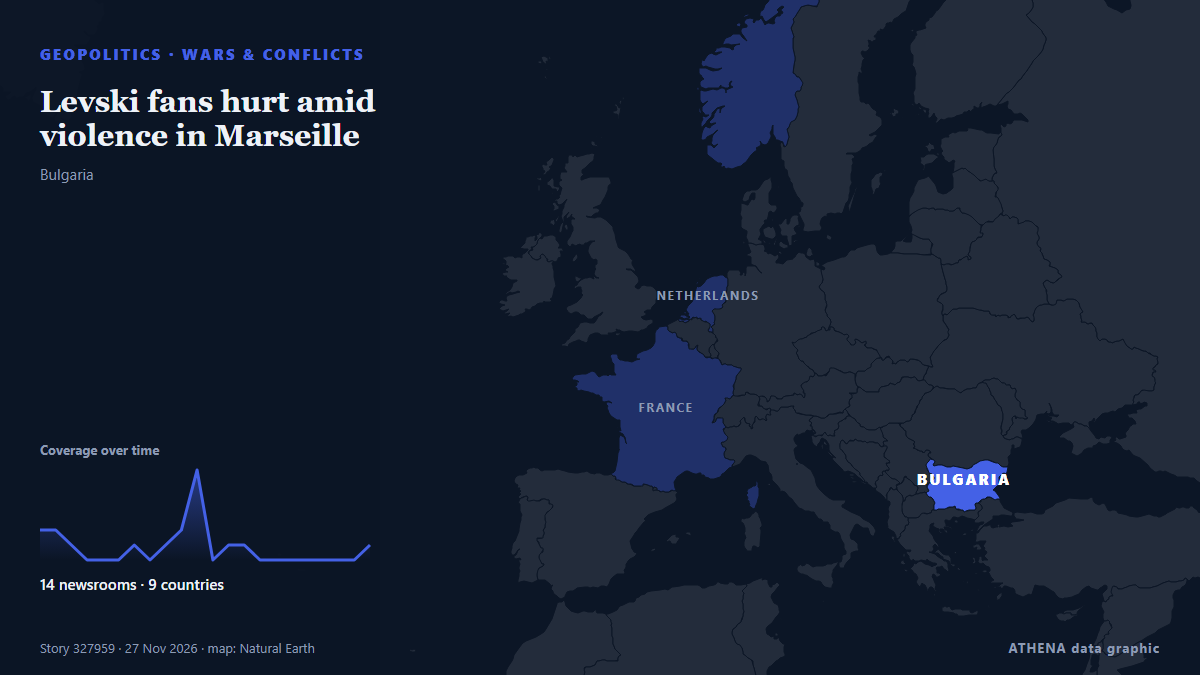 GEOPOLITICS · WARS & CONFLICTS
Levski fans hurt amid
violence in Marseille
Bulgaria
NETHERLANDS
FRANCE
BULGARIA
Coverage over time
14 newsrooms · 9 countries
Story 327959 · 27 Nov 2026 · map: Natural Earth
ATHENA data graphic